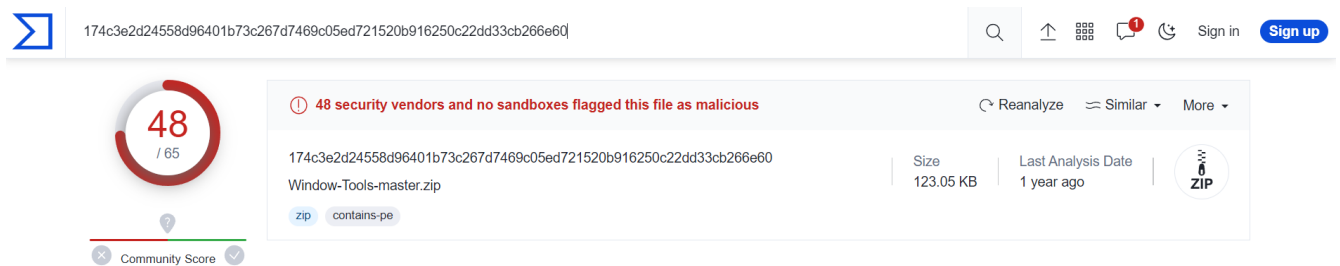 174c3e2d24558d96401b73c267d7469c05ed721520b916250c22dd33cb266e60
1
Sign in
Sign up
48
/ 65
48 security vendors and no sandboxes flagged this file as malicious
Reanalyze
Similar
More
174c3e2d24558d96401b73c267d7469c05ed721520b916250c22dd33cb266e60
Window-Tools-master.zip
zip
contains-pe
Size
123.05 KB
Last Analysis Date
1 year ago
ZIP
?
Community Score